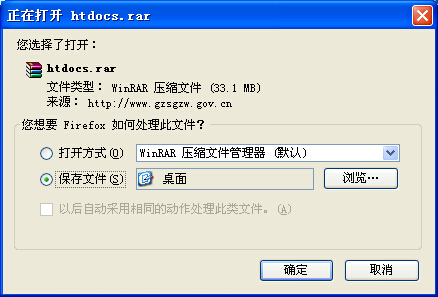 正在打开 htdocs.rar
您选择了打开：
htdocs.rar
文件类型： WinRAR 压缩文件 (33.1 MB)
来源： http://www.gzsgzw.gov.cn
您想要 Firefox 如何处理此文件？
打开方式(O) WinRAR 压缩文件管理器 (默认)
保存文件(S) 桌面 浏览…
以后自动采用相同的动作处理此类文件。(A)
确定 取消